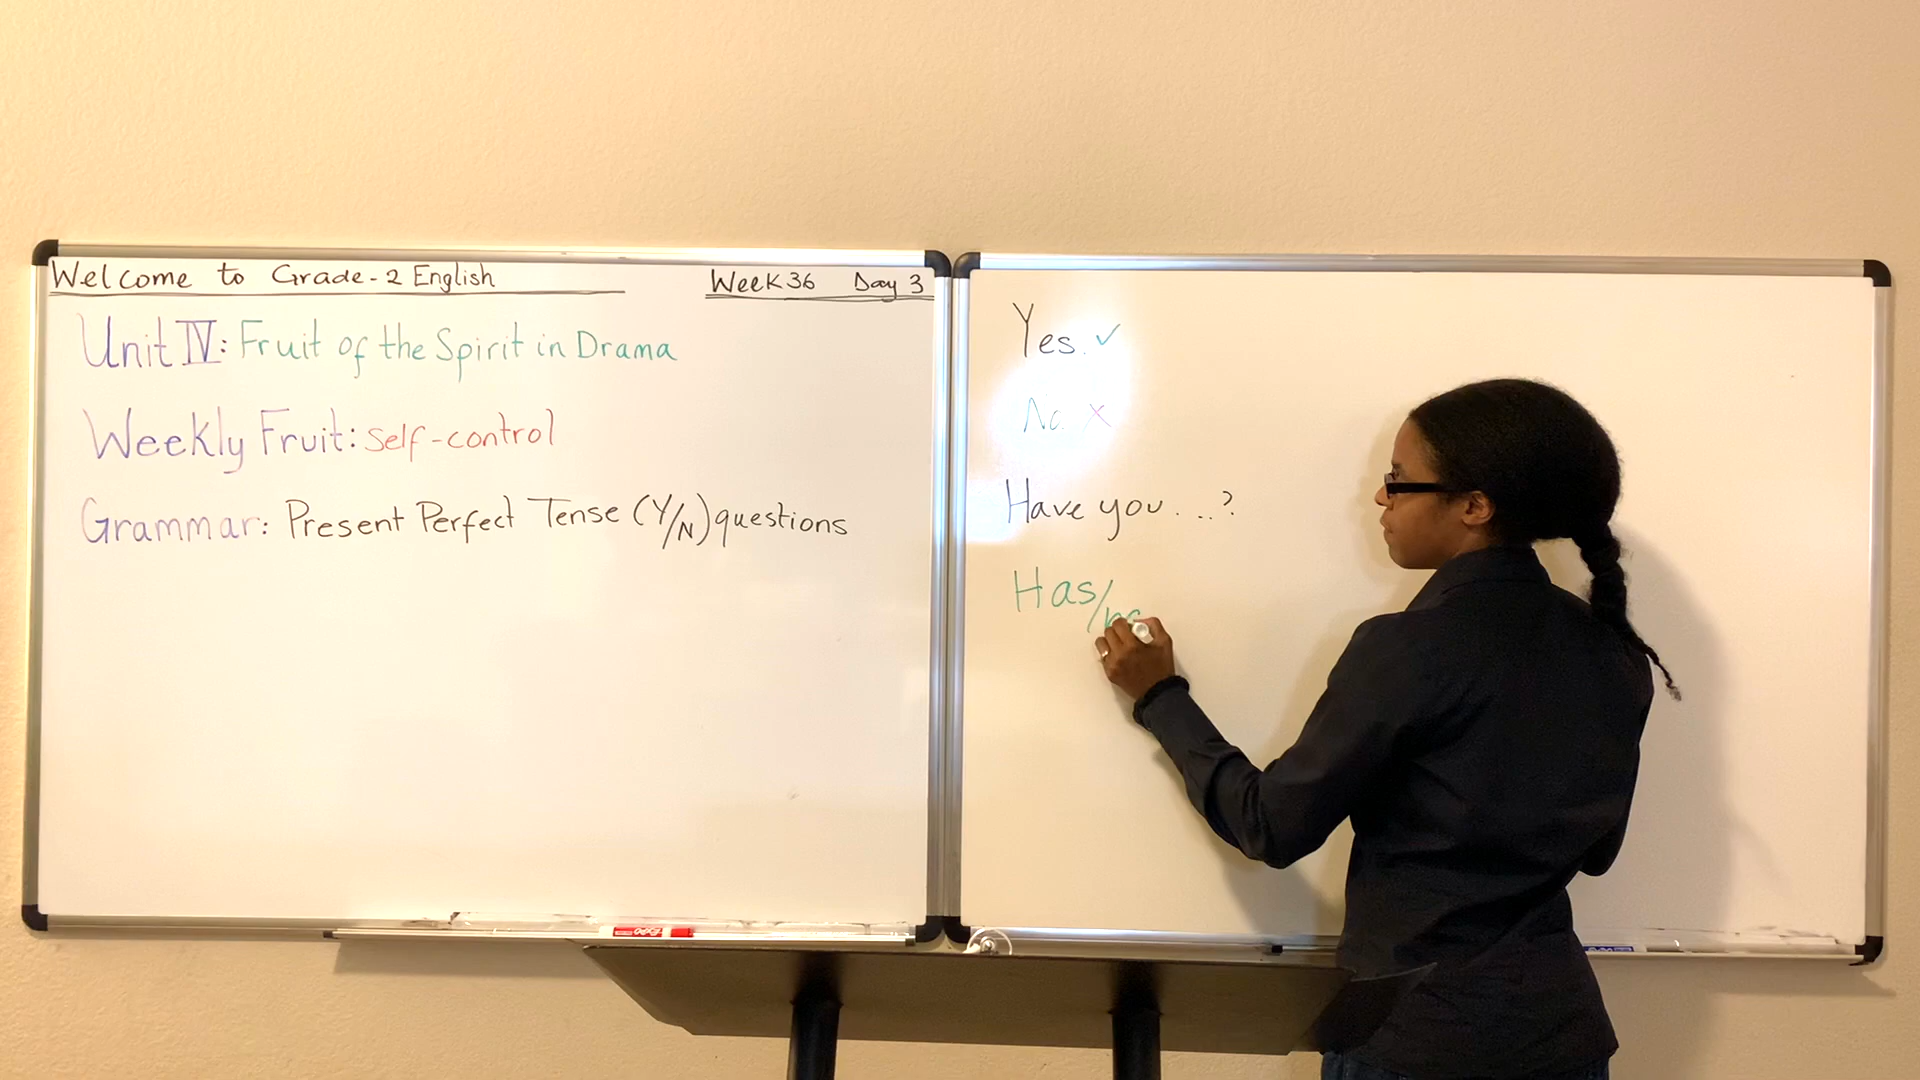 Welcome to Grade-2 English
Week 36 Day 3
Unit IV: Fruit of the Spirit in Drama
Weekly Fruit: Self-control
Grammar: Present Perfect Tense (Y/N) questions
Yes. ✓
No. X
Have you . . . . ?
Has/
EXPO